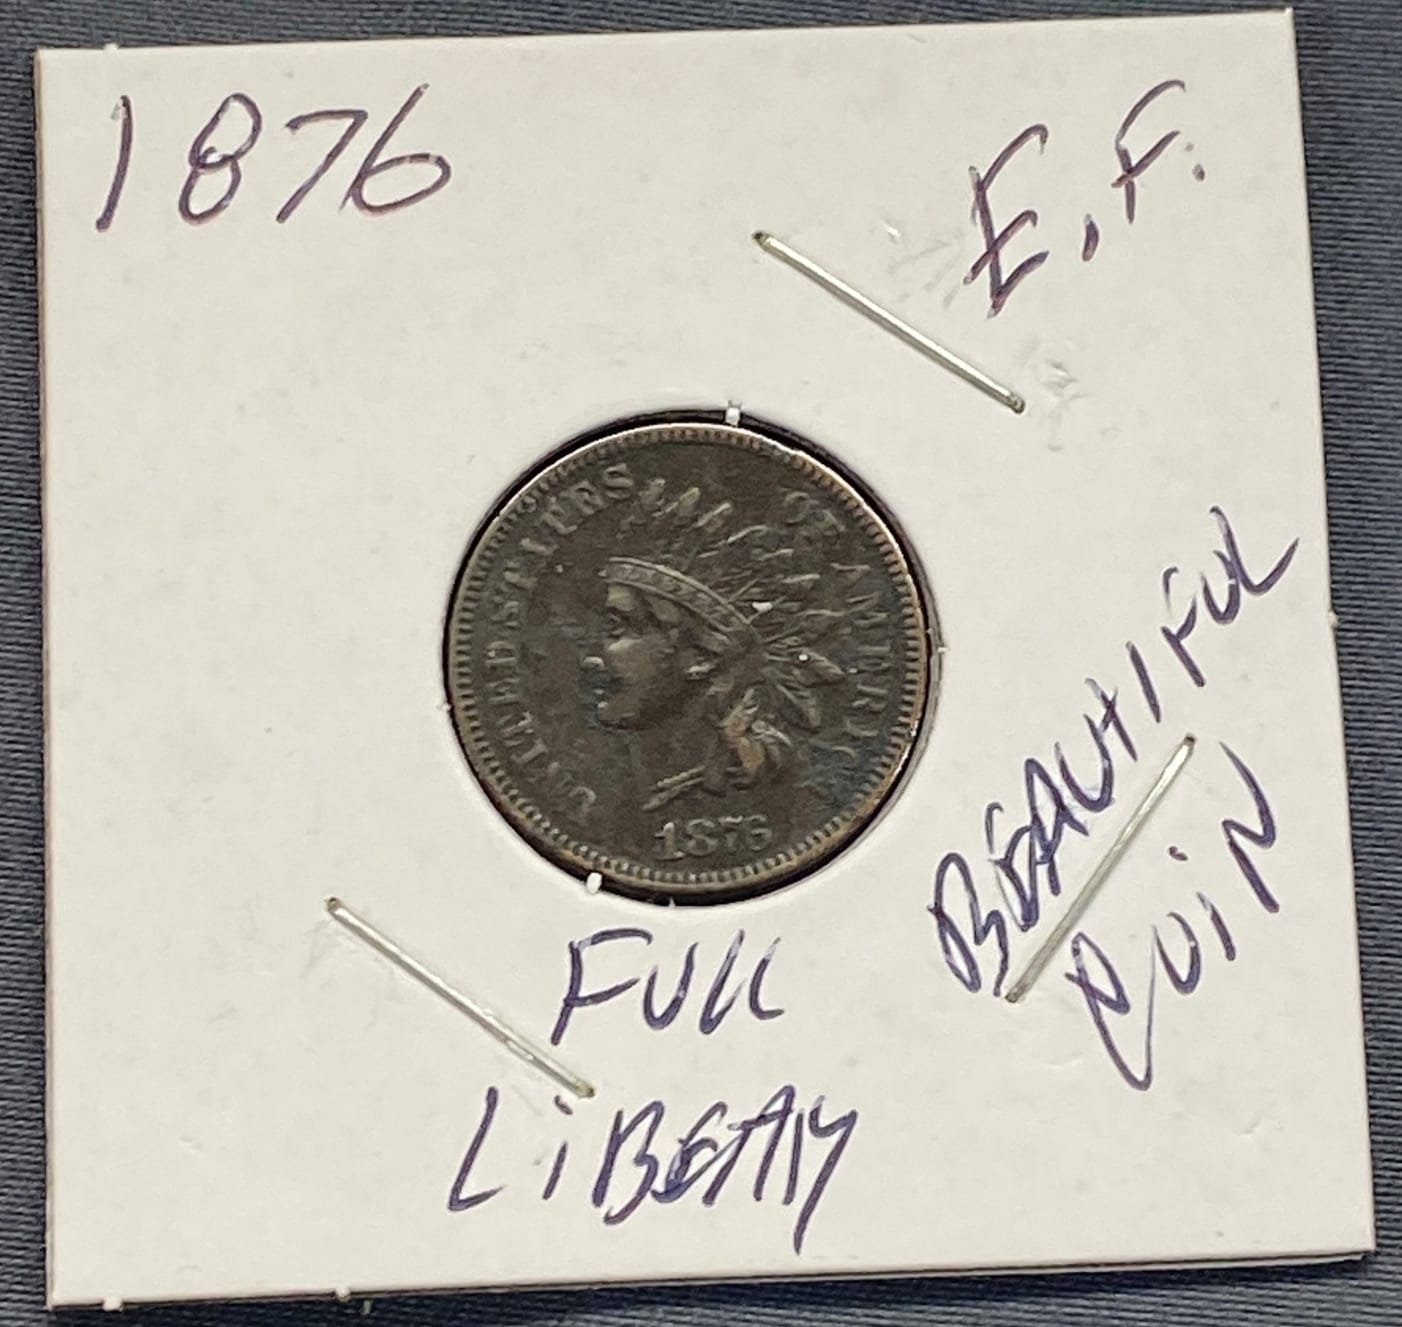 1876
E.F.
UNITED STATES OF AMERICA
1876
FULL
LIBERTY
BEAUTIFUL
COIN